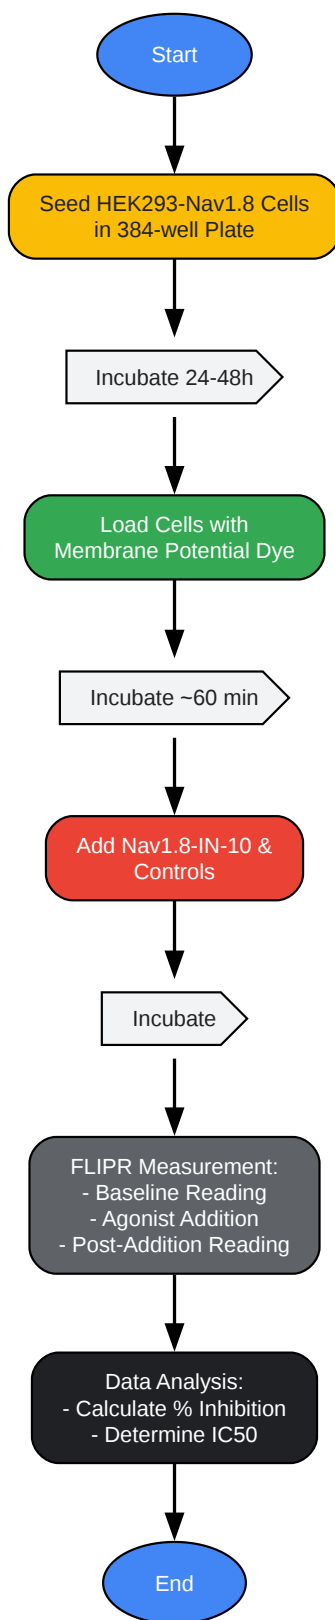 Start
Seed HEK293-Nav1.8 Cells
in 384-well Plate
Incubate 24-48h
Load Cells with
Membrane Potential Dye
Incubate ~60 min
Add Nav1.8-IN-10 &
Controls
Incubate
FLIPR Measurement:
- Baseline Reading
- Agonist Addition
- Post-Addition Reading
Data Analysis:
- Calculate % Inhibition
- Determine IC50
End